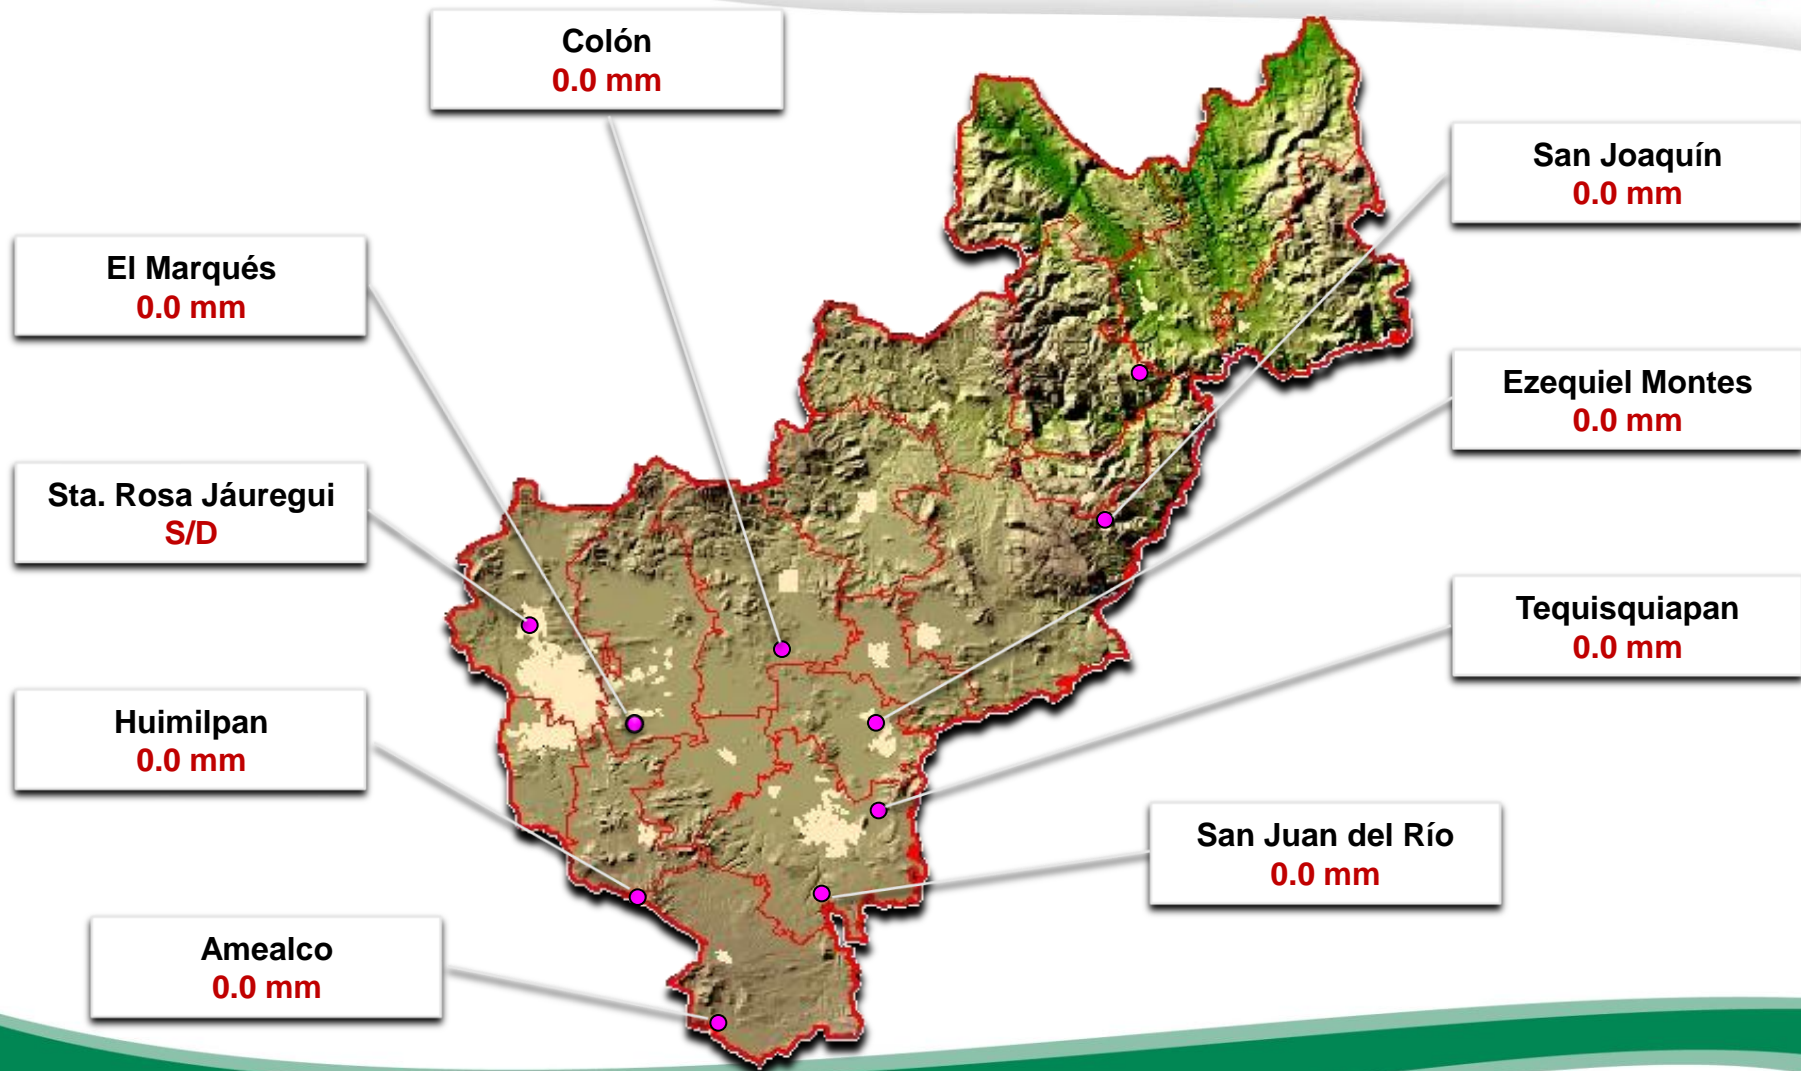 Colón
0.0 mm
San Joaquín
0.0 mm
El Marqués
0.0 mm
Ezequiel Montes
0.0 mm
Sta. Rosa Jáuregui
S/D
Tequisquiapan
0.0 mm
Huimilpan
0.0 mm
San Juan del Río
0.0 mm
Amealco
0.0 mm